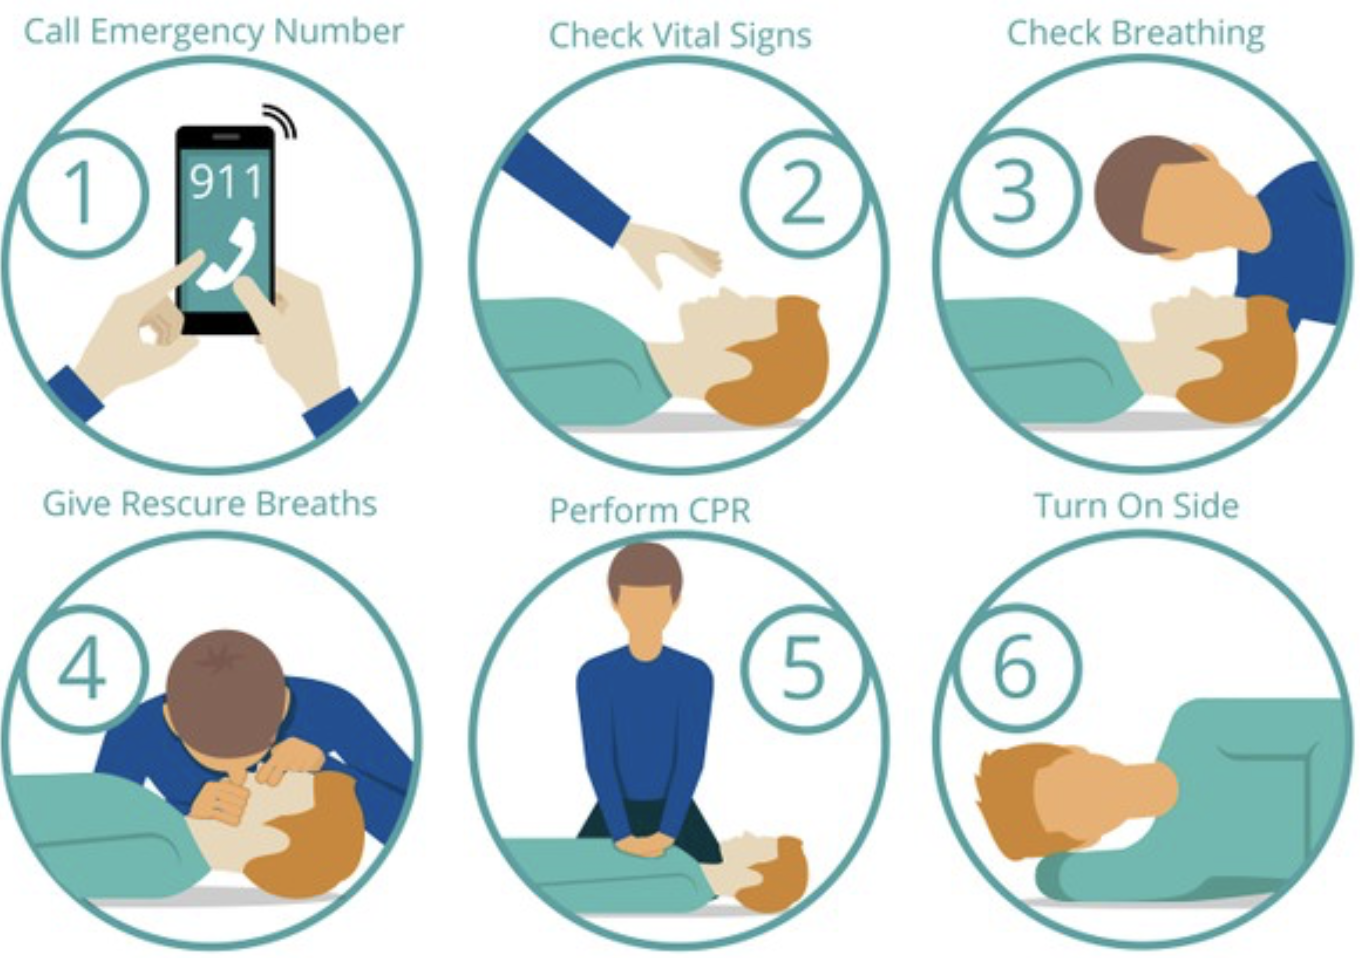 Call Emergency Number
1
911
Check Vital Signs
2
Check Breathing
3
Give Rescure Breaths
4
Perform CPR
5
Turn On Side
6